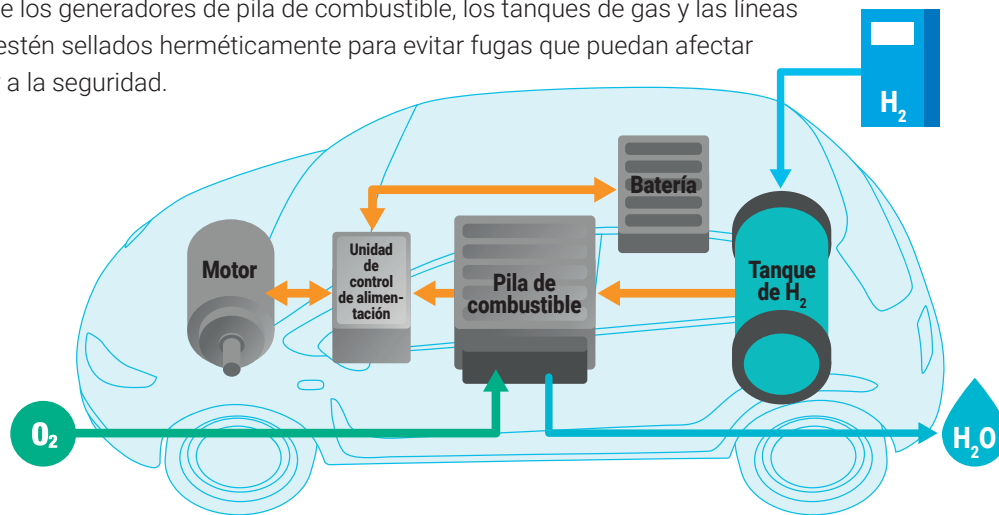 e los generadores de pila de combustible, los tanques de gas y las líneas
estén sellados herméticamente para evitar fugas que puedan afectar
a la seguridad.
H₂
Batería
Motor
Unidad
de
control
de alimen-
tación
Pila de
combustible
Tanque
de H₂
O₂
H₂O